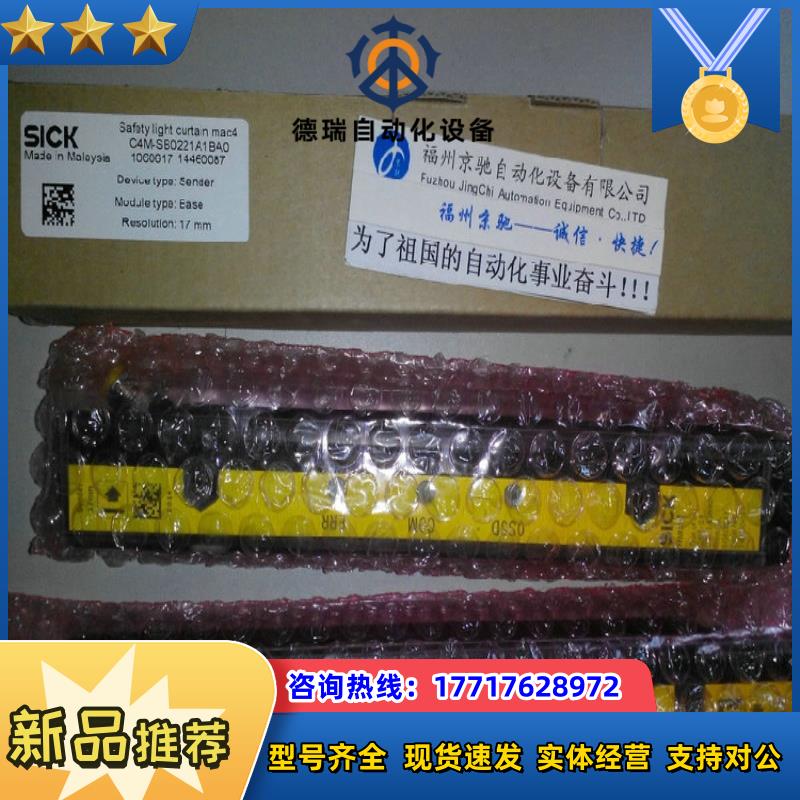 德瑞自动化设备
SICK
Made in Malaysia
Safety light curtain mac4
C4M-SB0221A1BA0
1060017 14460087
Device type: Sender
Module type: Base
Resolution: 17 mm
福州京驰自动化设备有限公司
Fuzhou JingChi Automation Equipment Co.,lTD
福州京驰——诚信·快捷!
为了祖国的自动化事业奋斗!!!
ERR
COM
OSSD
SICK
咨询热线：17717628972
新品推荐
型号齐全 现货速发 实体经营 支持对公